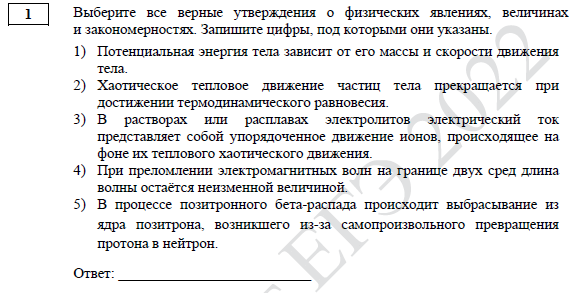 1
Выберите все верные утверждения о физических явлениях, величинах
и закономерностях. Запишите цифры, под которыми они указаны.
1) Потенциальная энергия тела зависит от его массы и скорости движения
тела.
2) Хаотическое тепловое движение частиц тела прекращается при
достижении термодинамического равновесия.
3) В растворах или расплавах электролитов электрический ток
представляет собой упорядоченное движение ионов, происходящее на
фоне их теплового хаотического движения.
4) При преломлении электромагнитных волн на границе двух сред длина
волны остаётся неизменной величиной.
5) В процессе позитронного бета-распада происходит выбрасывание из
ядра позитрона, возникшего из-за самопроизвольного превращения
протона в нейтрон.
Ответ: ___________________________
ЕГЭ 2022